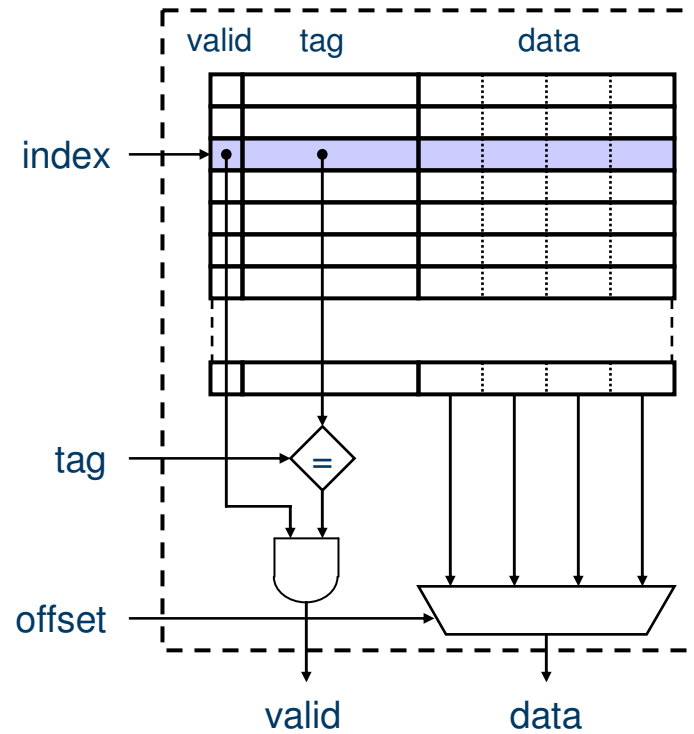 valid tag data
index
tag
=
offset
valid data